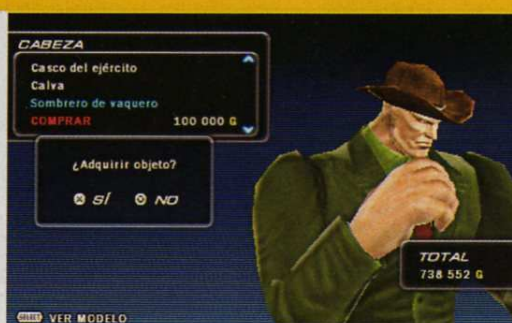 CABEZA
Casco del ejército
Calva
Sombrero de vaquero
COMPRAR 100 000 G
¿Adquirir objeto?
SÍ NO
TOTAL
738 552 G
SELECT VER MODELO